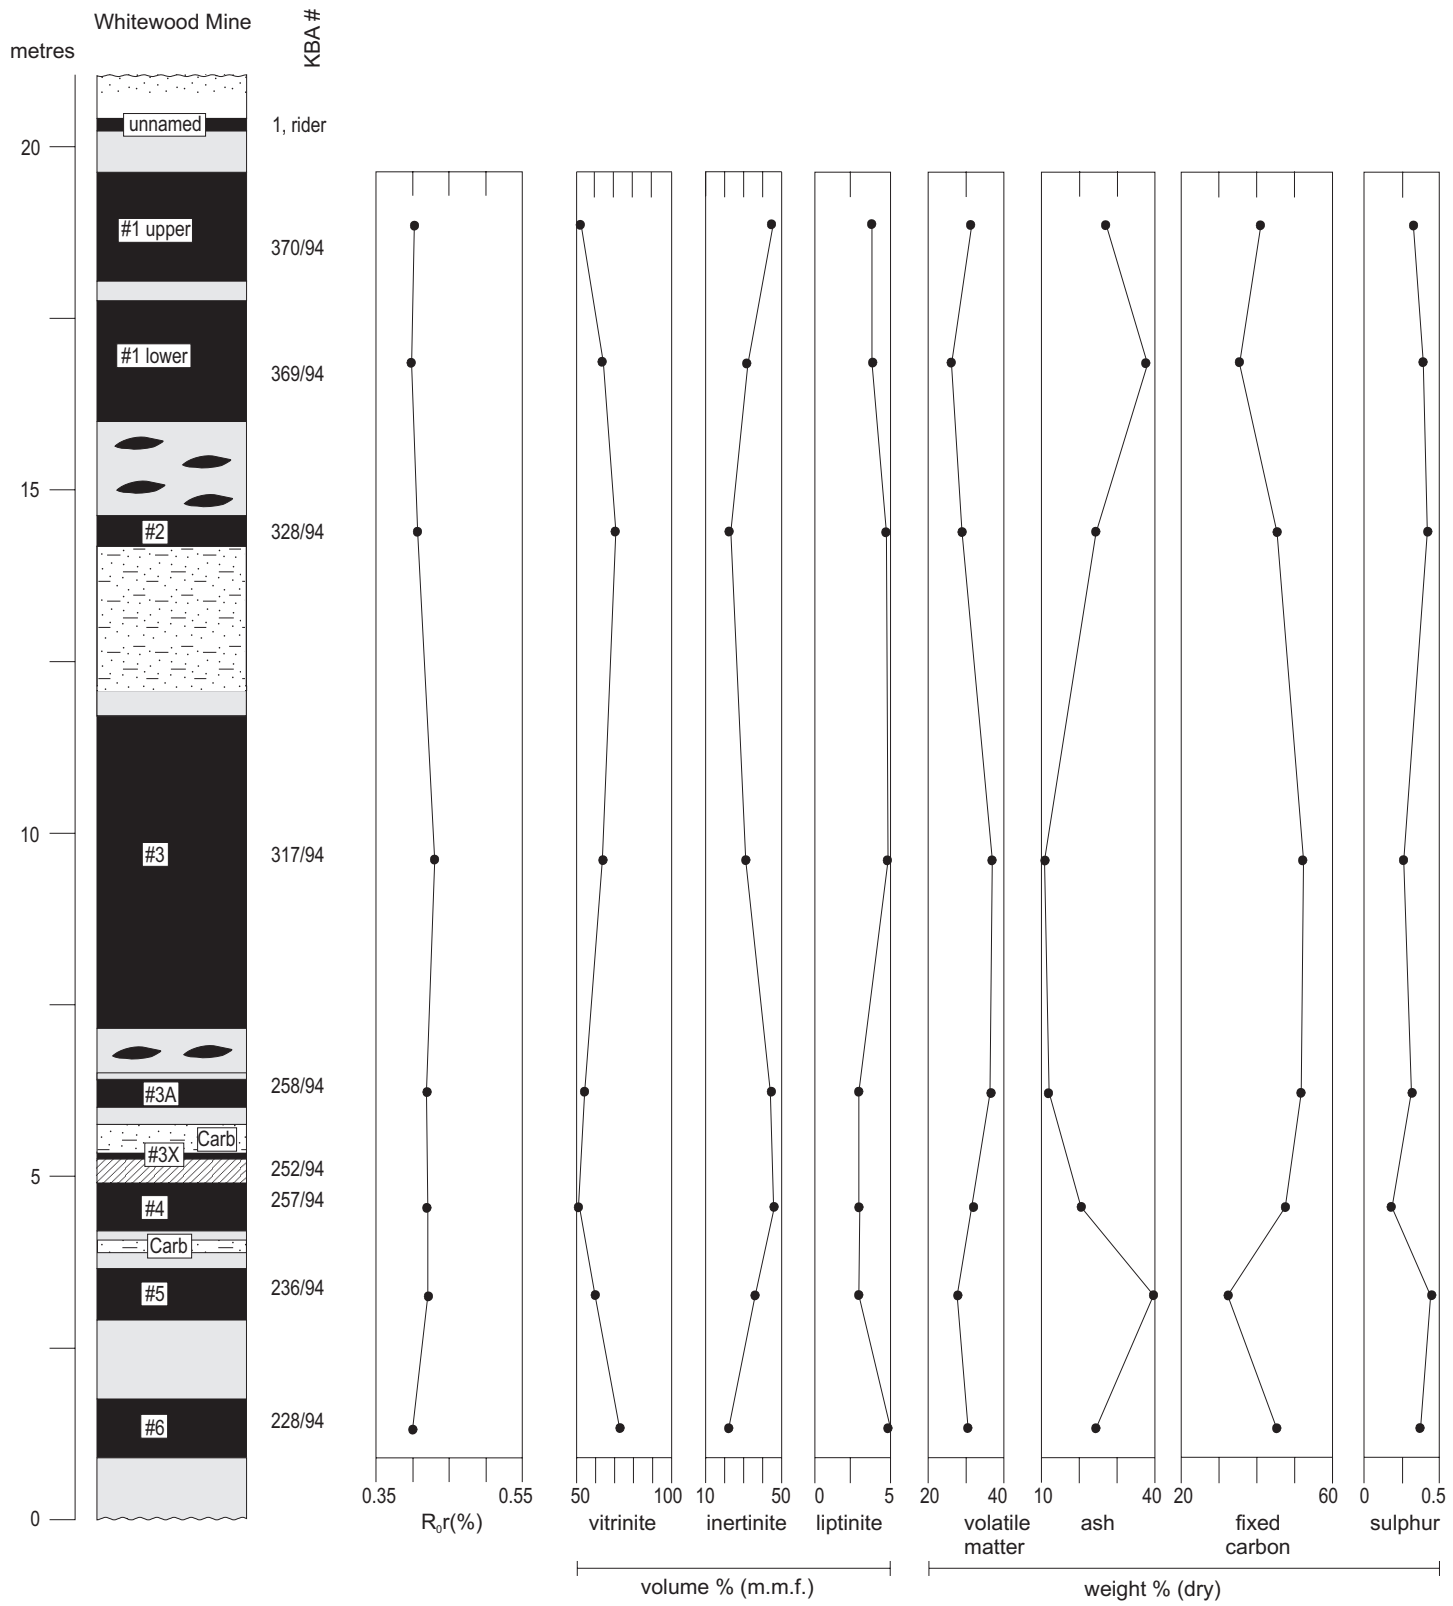 Whitewood Mine
KBA #
metres
unnamed
1, rider
20
#1 upper
370/94
#1 lower
369/94
15
#2
328/94
10
#3
317/94
#3A
258/94
Carb
#3X
252/94
5
257/94
#4
Carb
#5
236/94
#6
228/94
0
0.35 0.55 50 100 10 50 0 5 20 40 10 40 20 60 0 0.5
R₀r(%) vitrinite inertinite liptinite volatile matter ash fixed carbon sulphur
volume % (m.m.f.) weight % (dry)